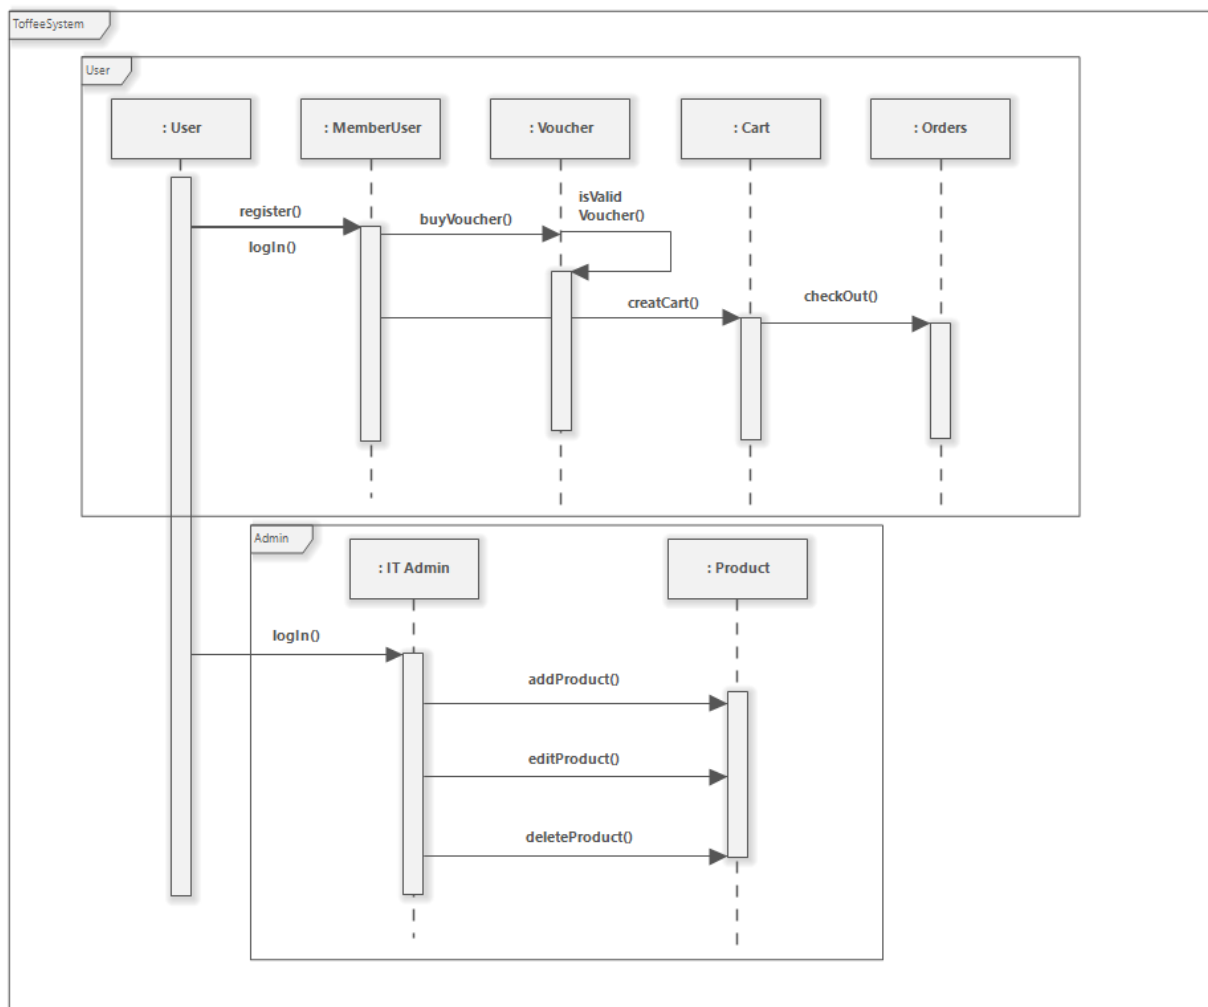 ToffeeSystem
User
: User
: MemberUser
: Voucher
: Cart
: Orders
isValid
Voucher()
register()
buyVoucher()
logIn()
creatCart()
checkOut()
Admin
: IT Admin
: Product
logIn()
addProduct()
editProduct()
deleteProduct()